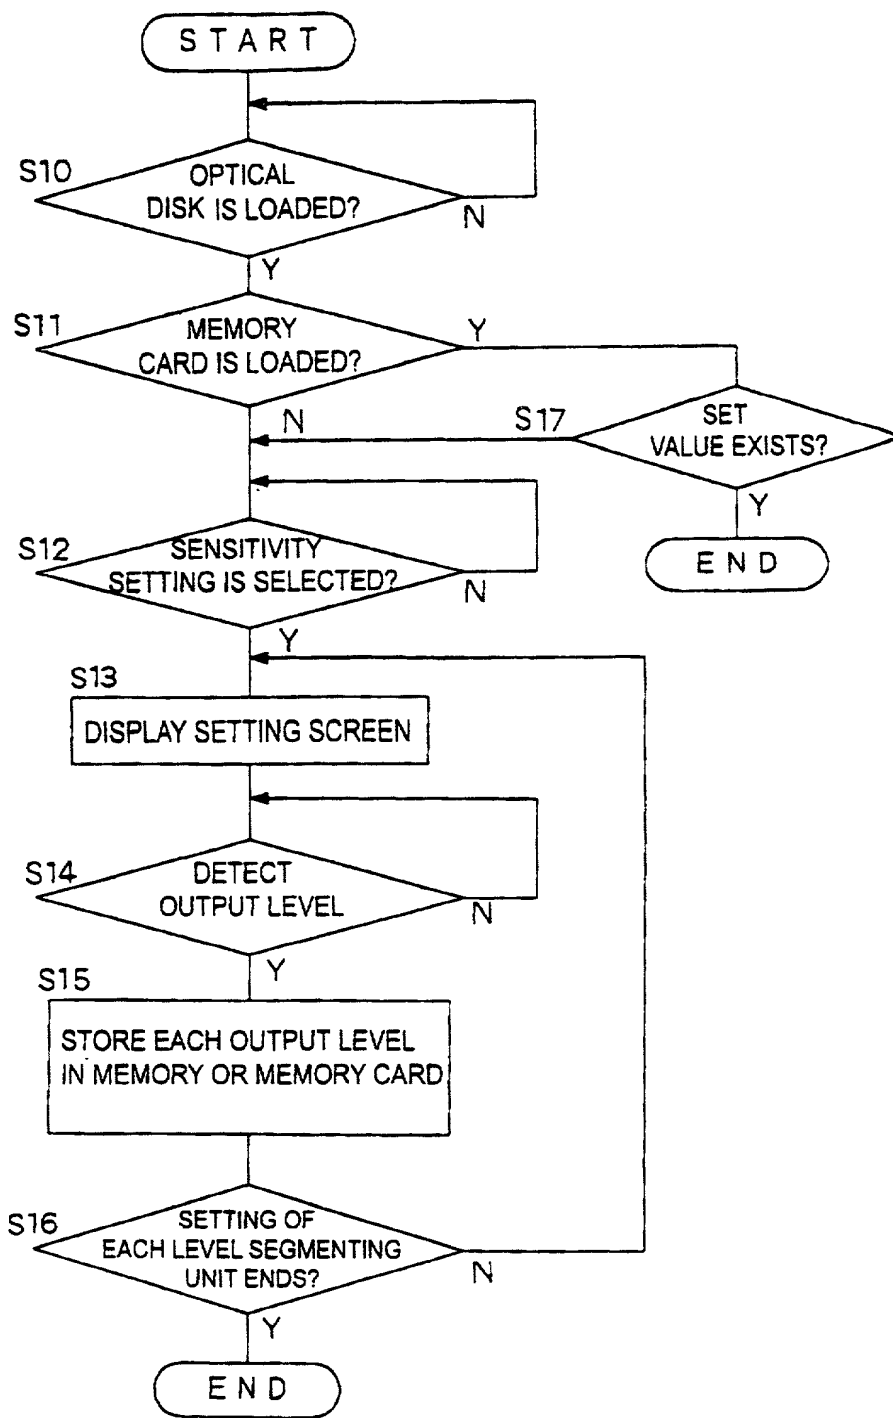 START
S10
OPTICAL
DISK IS LOADED?
N
Y
S11
MEMORY
CARD IS LOADED?
Y
N
S17
SET
VALUE EXISTS?
Y
END
S12
SENSITIVITY
SETTING IS SELECTED?
N
Y
S13
DISPLAY SETTING SCREEN
S14
DETECT
OUTPUT LEVEL
N
Y
S15
STORE EACH OUTPUT LEVEL
IN MEMORY OR MEMORY CARD
S16
SETTING OF
EACH LEVEL SEGMENTING
UNIT ENDS?
N
Y
END